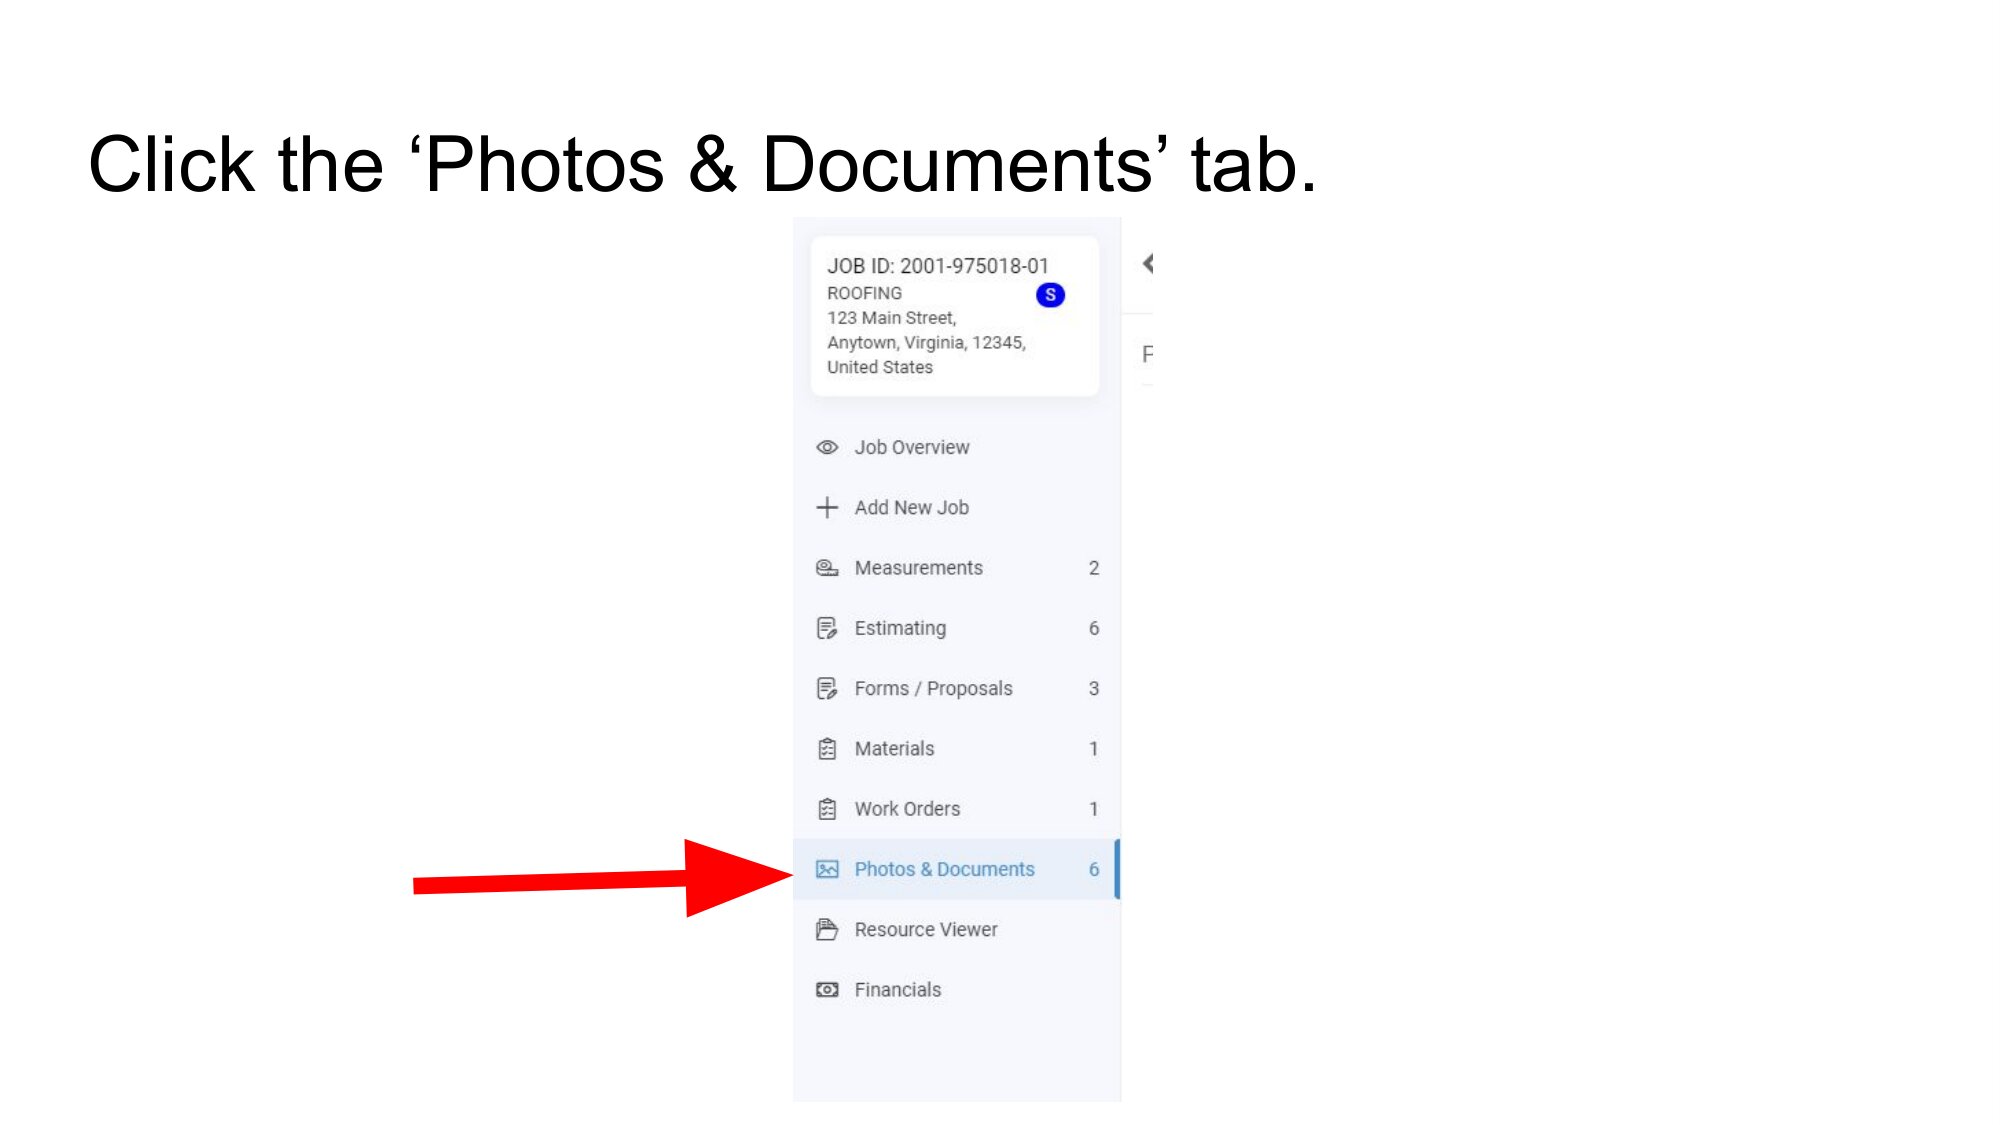 Click the ‘Photos & Documents’ tab.
JOB ID: 2001-975018-01
ROOFING
S
123 Main Street,
Anytown, Virginia, 12345,
United States
Job Overview
Add New Job
Measurements 2
Estimating 6
Forms / Proposals 3
Materials 1
Work Orders 1
Photos & Documents 6
Resource Viewer
Financials